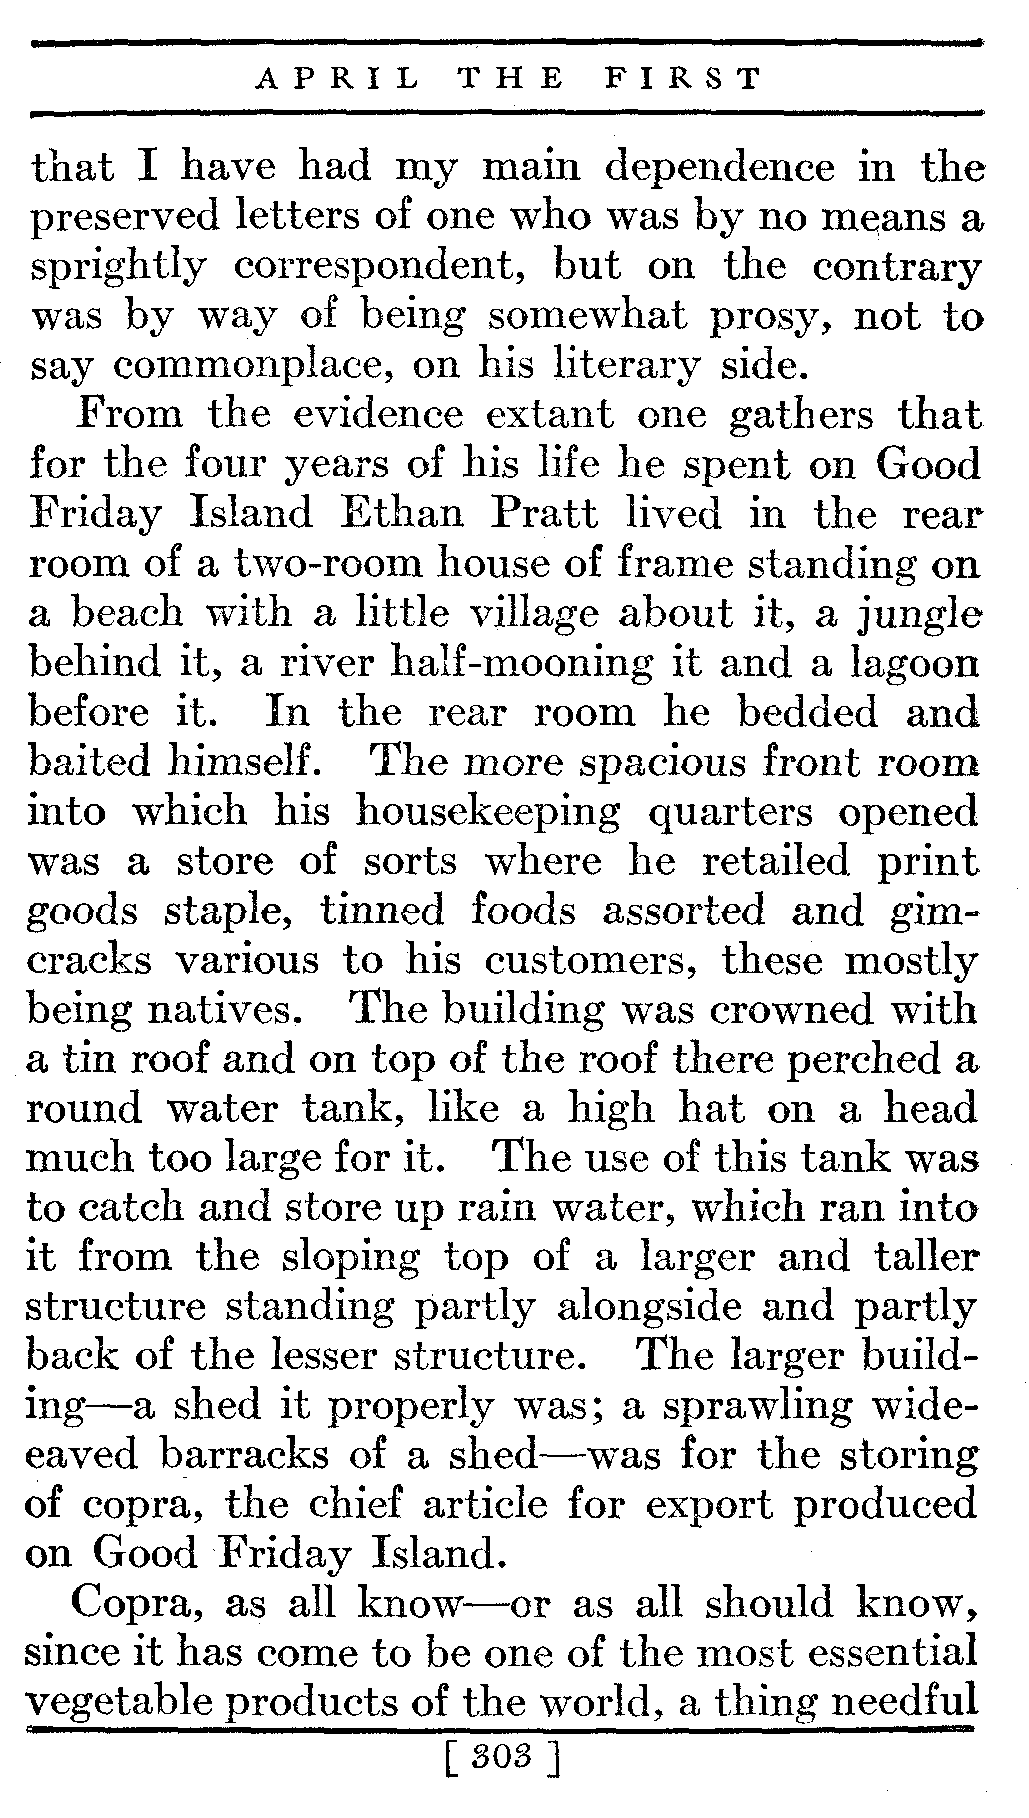 APRIL THE FIRST
that I have had my main dependence in the
preserved letters of one who was by no means a
sprightly correspondent, but on the contrary
was by way of being somewhat prosy, not to
say commonplace, on his literary side.
From the evidence extant one gathers that
for the four years of his life he spent on Good
Friday Island Ethan Pratt lived in the rear
room of a two-room house of frame standing on
a beach with a little village about it, a jungle
behind it, a river half-mooning it and a lagoon
before it. In the rear room he bedded and
baited himself. The more spacious front room
into which his housekeeping quarters opened
was a store of sorts where he retailed print
goods staple, tinned foods assorted and gim-
cracks various to his customers, these mostly
being natives. The building was crowned with
a tin roof and on top of the roof there perched a
round water tank, like a high hat on a head
much too large for it. The use of this tank was
to catch and store up rain water, which ran into
it from the sloping top of a larger and taller
structure standing partly alongside and partly
back of the lesser structure. The larger build-
ing—a shed it properly was; a sprawling wide-
eaved barracks of a shed—was for the storing
of copra, the chief article for export produced
on Good Friday Island.
Copra, as all know—or as all should know,
since it has come to be one of the most essential
vegetable products of the world, a thing needful
[ 303 ]